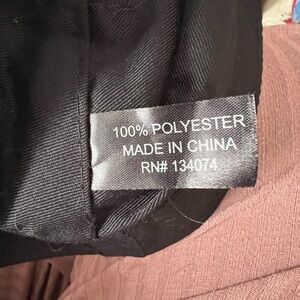 100% POLYESTER
MADE IN CHINA
RN# 134074